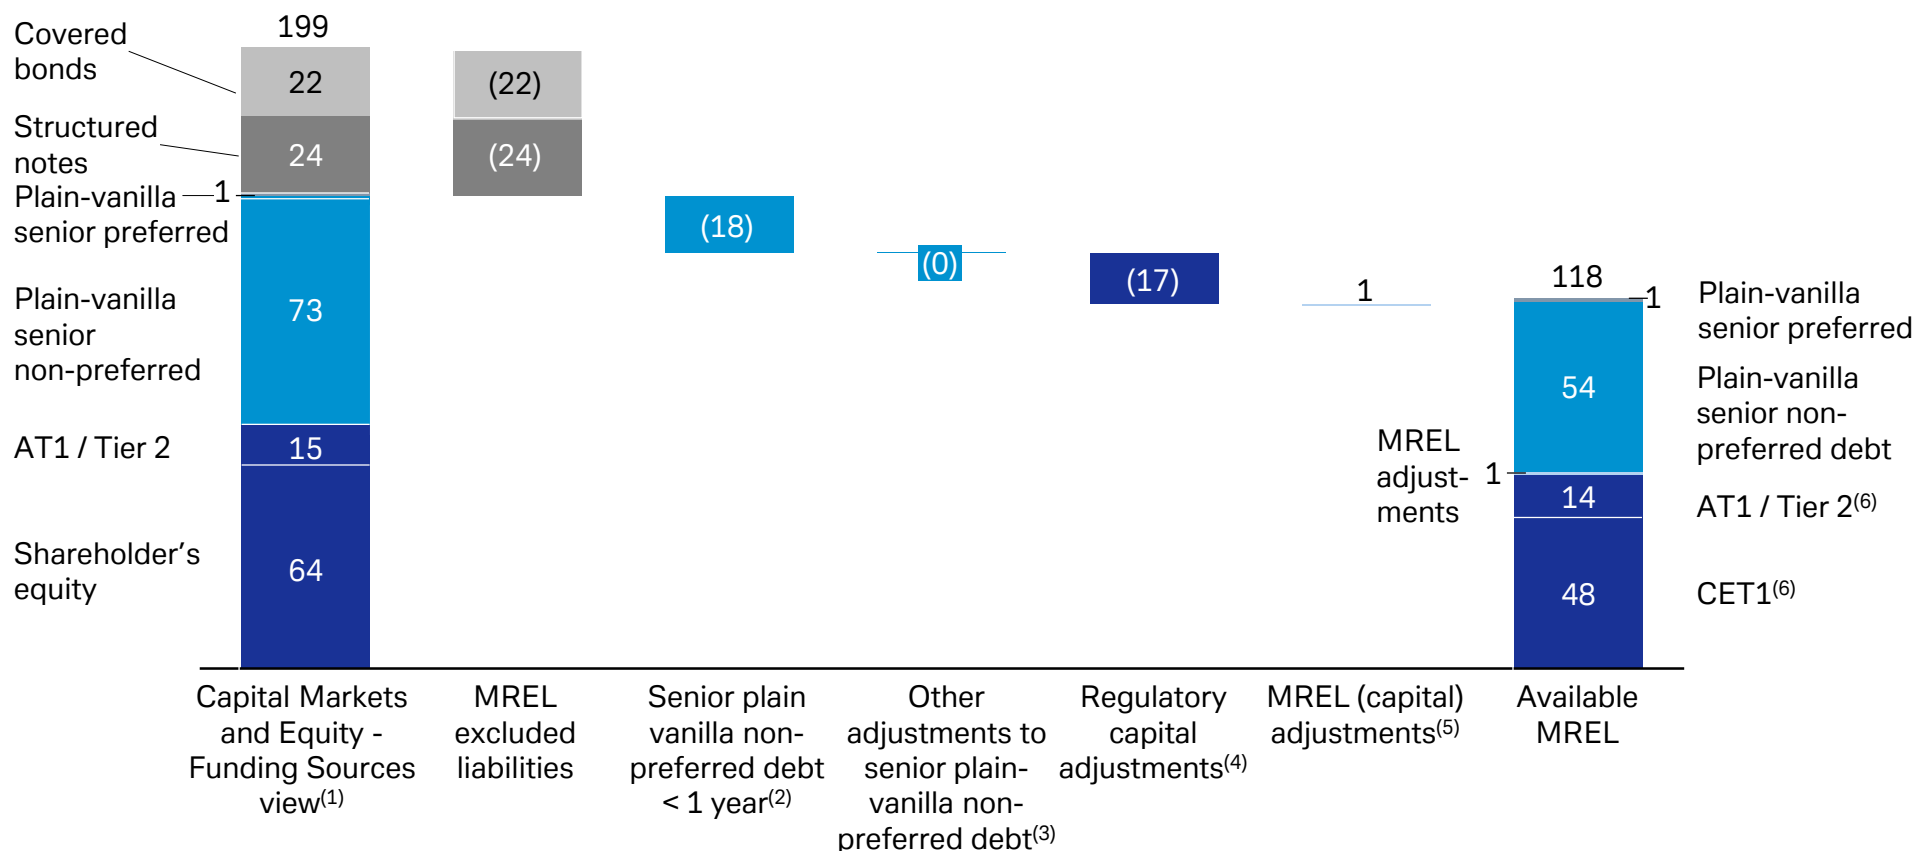 Covered
bonds
Structured
notes
Plain-vanilla
senior preferred
Plain-vanilla
senior
non-preferred
AT1 / Tier 2
Shareholder’s
equity
199
22
24
1
73
15
64
(22)
(24)
(18)
(0)
(17)
1
118
1
54
1
14
48
MREL
adjust-
ments
Plain-vanilla
senior preferred
Plain-vanilla
senior non-
preferred debt
AT1 / Tier 2(6)
CET1(6)
Capital Markets
and Equity -
Funding Sources
view(1)
MREL
excluded
liabilities
Senior plain
vanilla non-
preferred debt
< 1 year(2)
Other
adjustments to
senior plain-
vanilla non-
preferred debt(3)
Regulatory
capital
adjustments(4)
MREL (capital)
adjustments(5)
Available
MREL